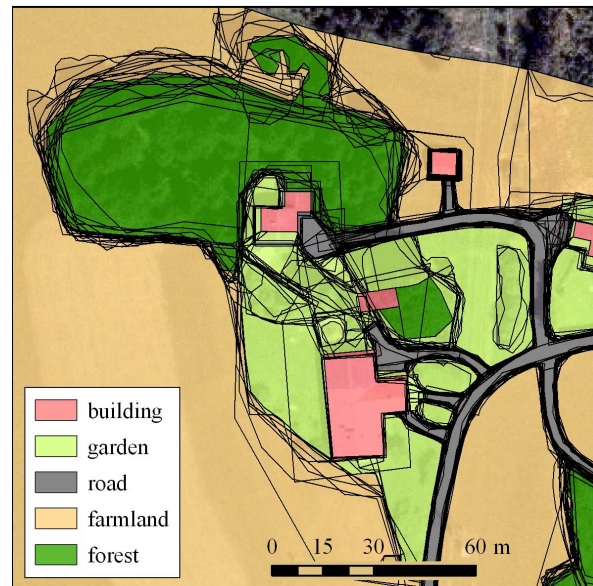 building
garden
road
farmland
forest
0 15 30 60 m